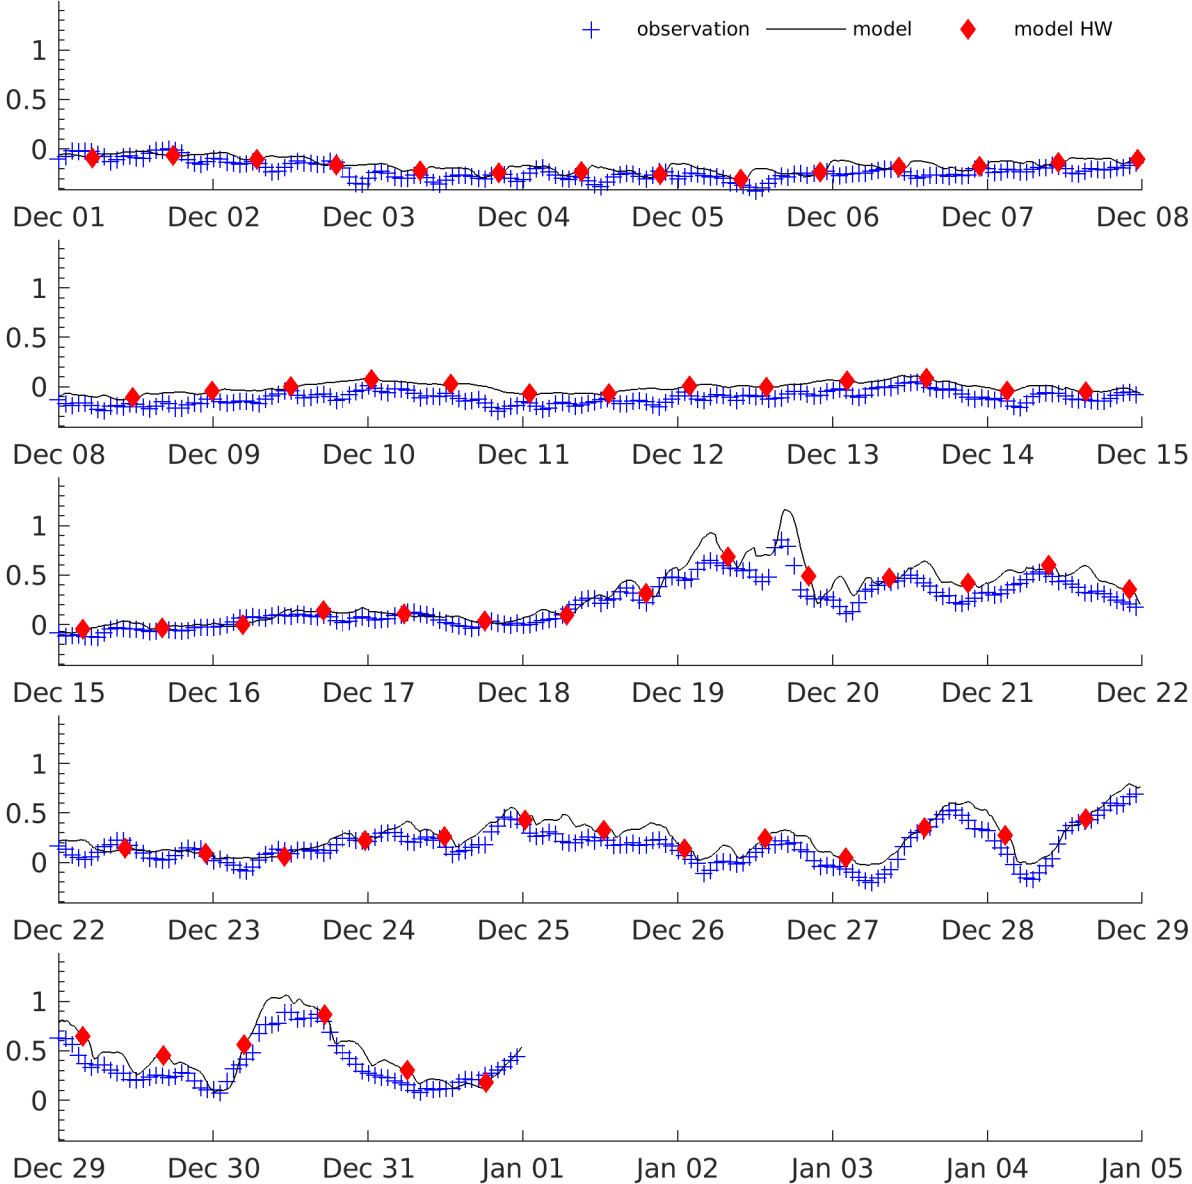 observation model model HW
1
0.5
0
Dec 01 Dec 02 Dec 03 Dec 04 Dec 05 Dec 06 Dec 07 Dec 08
1
0.5
0
Dec 08 Dec 09 Dec 10 Dec 11 Dec 12 Dec 13 Dec 14 Dec 15
1
0.5
0
Dec 15 Dec 16 Dec 17 Dec 18 Dec 19 Dec 20 Dec 21 Dec 22
1
0.5
0
Dec 22 Dec 23 Dec 24 Dec 25 Dec 26 Dec 27 Dec 28 Dec 29
1
0.5
0
Dec 29 Dec 30 Dec 31 Jan 01 Jan 02 Jan 03 Jan 04 Jan 05